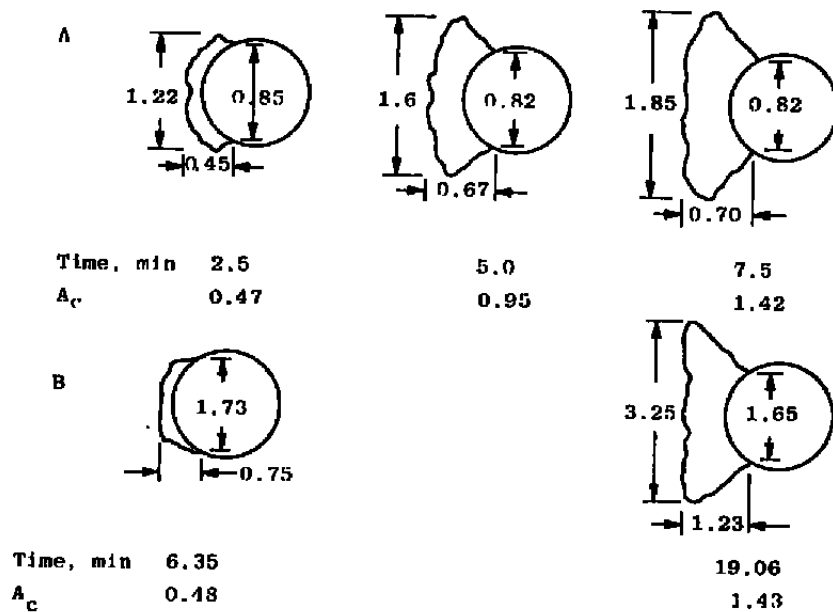 A
1.22 0.85 1.6 0.82 1.85 0.82
0.45 0.67 0.70
Time, min 2.5 5.0 7.5
Ac 0.47 0.95 1.42
B
1.73 3.25 1.65
0.75
1.23
Time, min 6.35 19.06
Ac 0.48 1.43